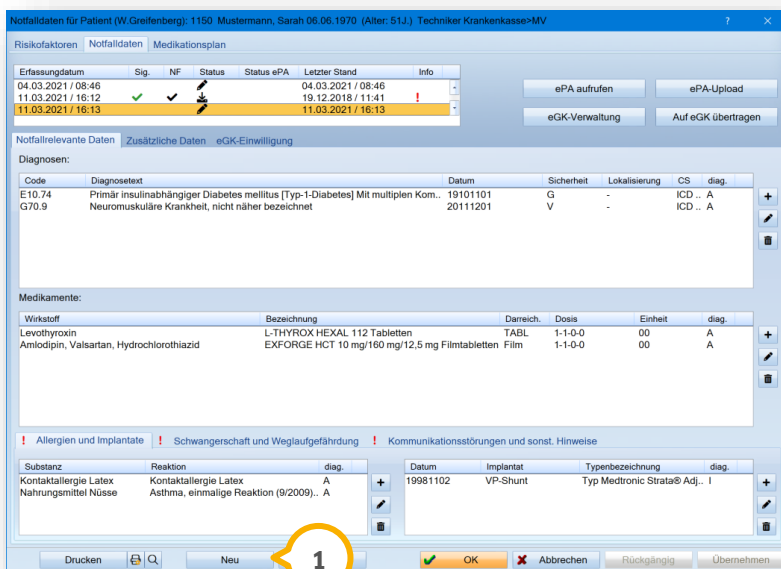 Notfalldaten für Patient (W.Greifenberg): 1150 Mustermann, Sarah 06.06.1970 (Alter: 51J.) Techniker Krankenkasse>MV ? ×
Risikofaktoren Notfalldaten Medikationsplan
Erfassungdatum Sig. NF Status Status ePA Letzter Stand Info
04.03.2021 / 08:46 04.03.2021 / 08:46
11.03.2021 / 16:12 19.12.2018 / 11:41 !
11.03.2021 / 16:13 11.03.2021 / 16:13
ePA aufrufen ePA-Upload
eGK-Verwaltung Auf eGK übertragen
Notfallrelevante Daten Zusätzliche Daten eGK-Einwilligung
Diagnosen:
Code Diagnosetext Datum Sicherheit Lokalisierung CS diag.
E10.74 Primär insulinabhängiger Diabetes mellitus [Typ-1-Diabetes] Mit multiplen Kom.. 19101101 G - ICD .. A
G70.9 Neuromuskuläre Krankheit, nicht näher bezeichnet 20111201 V - ICD .. A
Medikamente:
Wirkstoff Bezeichnung Darreich. Dosis Einheit diag.
Levothyroxin L-THYROX HEXAL 112 Tabletten TABL 1-1-0-0 00 A
Amlodipin, Valsartan, Hydrochlorothiazid EXFORGE HCT 10 mg/160 mg/12,5 mg Filmtabletten Film 1-1-0-0 00 A
! Allergien und Implantate ! Schwangerschaft und Weglaufgefährdung ! Kommunikationsstörungen und sonst. Hinweise
Substanz Reaktion diag.
Kontaktallergie Latex Kontaktallergie Latex A
Nahrungsmittel Nüsse Asthma, einmalige Reaktion (9/2009).. A
Datum Implantat Typenbezeichnung diag.
19981102 VP-Shunt Typ Medtronic Strata® Adj.. I
Drucken Neu 1 OK Abbrechen Rückgängig Übernehmen